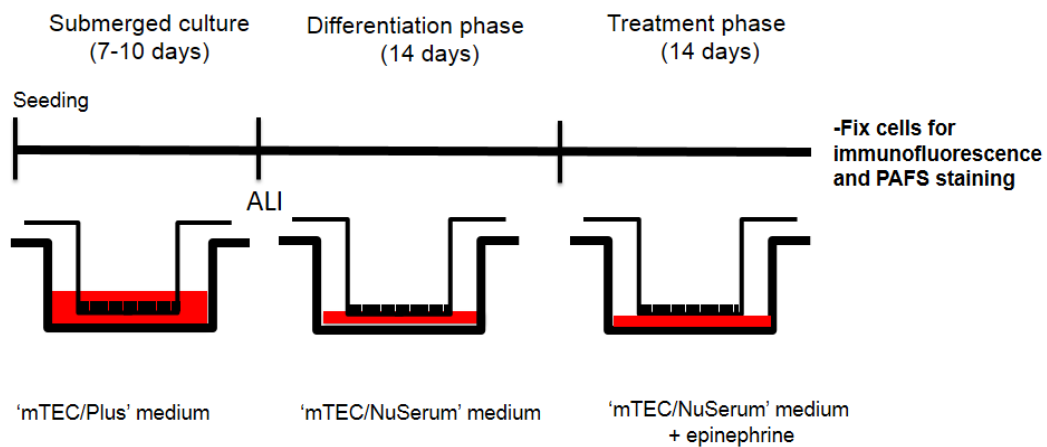 Submerged culture
(7-10 days)
Differentiation phase
(14 days)
Treatment phase
(14 days)
Seeding
-Fix cells for
immunofluorescence
and PAFS staining
ALI
‘mTEC/Plus’ medium
‘mTEC/NuSerum’ medium
‘mTEC/NuSerum’ medium
+ epinephrine